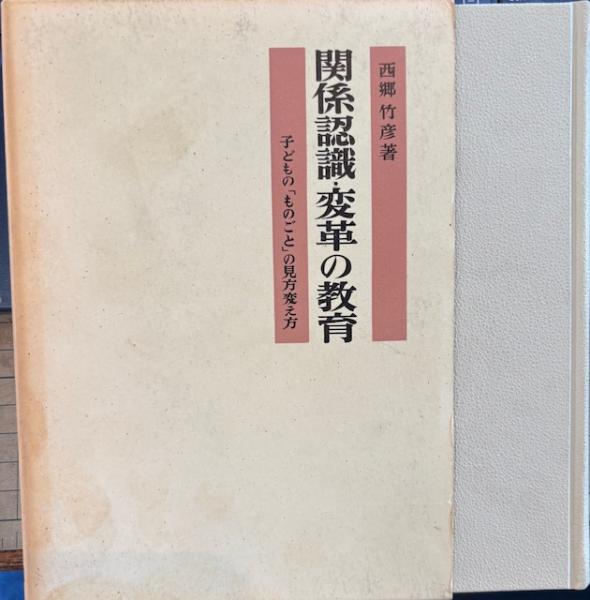 西郷竹彦著
関係認識・変革の教育
子どもの「ものごと」の見方変え方